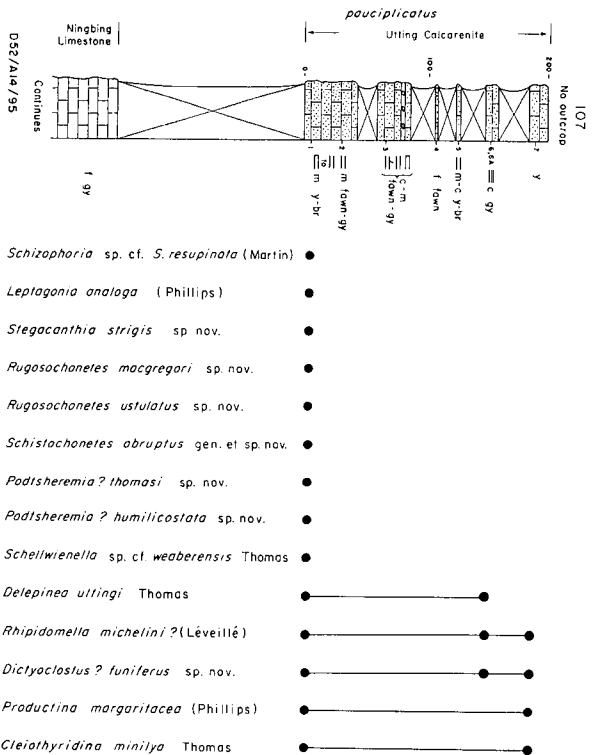 pauciplicatus
Ningbing
Limestone
Utting Calcarenite
200-
100-
0-
No outcrop
107
Continues
D52/A14/95
1
2
3
4
5
6,6A
7
10
m y-br
m fawn-gy
c-m
fawn-gy
f fawn
m-c y-br
c gy
y
f gy
Schizophoria sp. cf. S. resupinata (Martin)
Leptagonia analoga (Phillips)
Stegacanthia strigis sp nov.
Rugosochonetes macgregori sp. nov.
Rugosochonetes ustulatus sp. nov.
Schistochonetes abruptus gen. et sp. nov.
Podtsheremia ? thomasi sp. nov.
Podtsheremia ? humilicostata sp. nov.
Schellwienella sp. cf. weaberensis Thomas
Delepinea uttingi Thomas
Rhipidomella michelini ? (Léveillé)
Dictyoclostus ? funiferus sp. nov.
Productina margaritacea (Phillips)
Cleiothyridina minilya Thomas